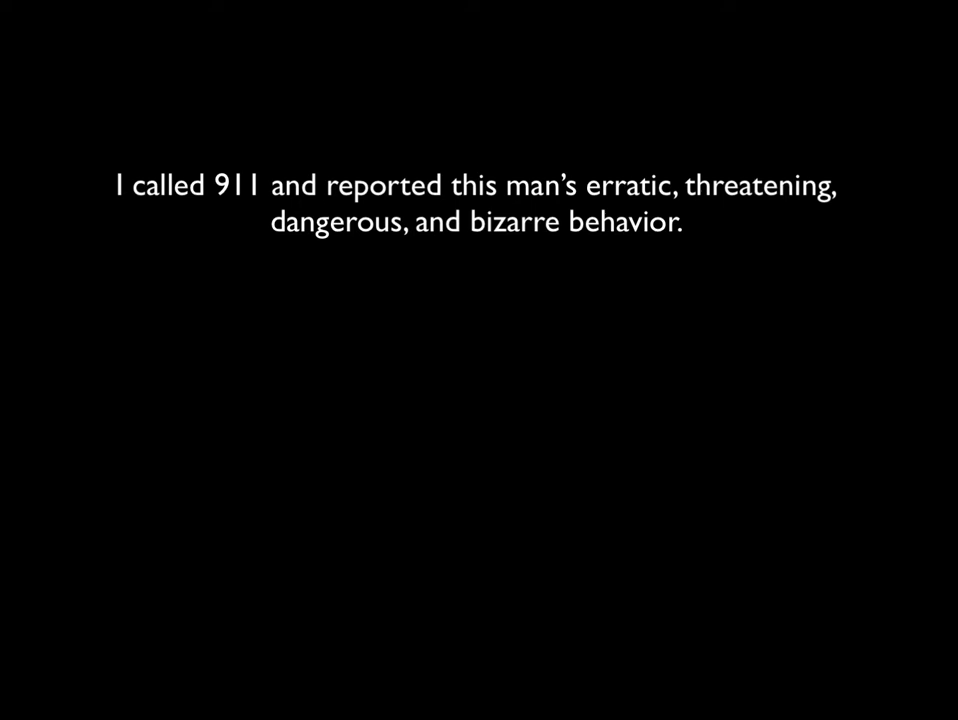 I called 911 and reported this man’s erratic, threatening,
dangerous, and bizarre behavior.